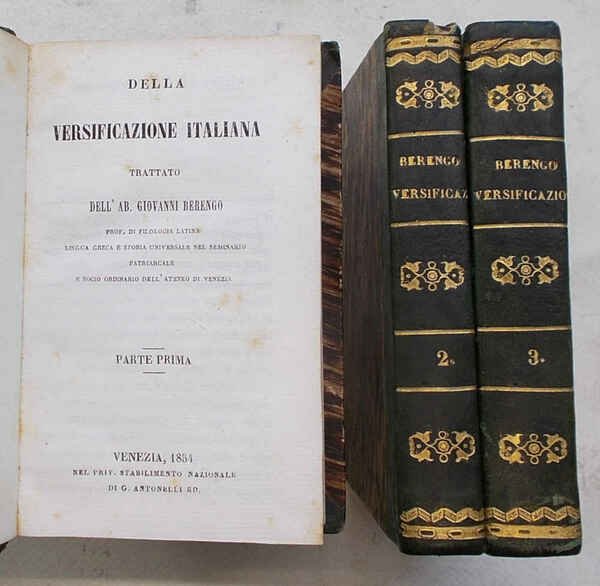 DELLA
VERSIFICAZIONE ITALIANA
TRATTATO
DELL' AB. GIOVANNI BERENGO
PROF. DI FILOLOGIA LATINA
LINGUA GRECA E STORIA UNIVERSALE NEL SEMINARIO
PATRIARCALE
E SOCIO ORDINARIO DELL'ATENEO DI VENEZIA
PARTE PRIMA
VENEZIA, 1854
NEL PRIV. STABILIMENTO NAZIONALE
DI G. ANTONELLI ED.
BERENGO
VERSIFICAZ
2.
BERENGO
VERSIFICAZIO
3.